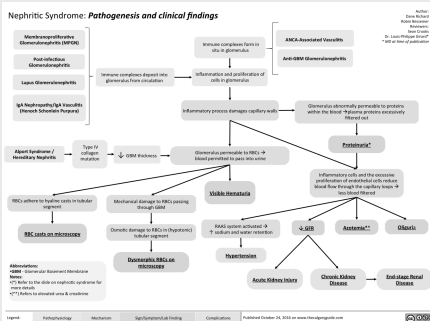 Nephritic Syndrome: Pathogenesis and clinical findings
Author:
Dave Richard
Robin Besseneer
Reviewers:
Sean Crooks
Dr. Louis-Philippe Girard*
* MD at time of publication
Membranoproliferative
Glomerulonephritis (MPGN)
Post-infectious
Glomerulonephritis
Lupus Glomerulonephritis
IgA Nephropathy/IgA Vasculitis
(Henoch Schonlein Purpura)
Immune complexes deposit into
glomerulus from circulation
Immune complexes form in
situ in glomerulus
Inflammation and proliferation of
cells in glomerulus
ANCA-Associated Vasculitis
Anti-GBM Glomerulonephritis
Inflammatory process damages capillary walls
Glomerulus abnormally permeable to proteins
within the blood →plasma proteins excessively
filtered out
Proteinuria*
Alport Syndrome /
Hereditary Nephritis
Type IV
collagen
mutation
↓ GBM thickness
Glomerulus permeable to RBCs →
blood permitted to pass into urine
Inflammatory cells and the excessive
proliferation of endothelial cells reduce
blood flow through the capillary loops →
less blood filtered
RBCs adhere to hyaline casts in tubular
segment
RBC casts on microscopy
Mechanical damage to RBCs passing
through GBM
Osmotic damage to RBCs in (hypotonic)
tubular segment
Dysmorphic RBCs on
microscopy
Visible Hematuria
RAAS system activated →
↑ sodium and water retention
Hypertension
↓ GFR
Azotemia**
Oliguria
Acute Kidney Injury
Chronic Kidney
Disease
End-stage Renal
Disease
Abbreviations:
•GBM – Glomerular Basement Membrane
Notes:
•(*) Refer to the slide on nephrotic syndrome for
more details
•(**) Refers to elevated urea & creatinine
Legend:
Pathophysiology
Mechanism
Sign/Symptom/Lab Finding
Complications
Published October 24, 2016 on www.thecalgaryguide.com